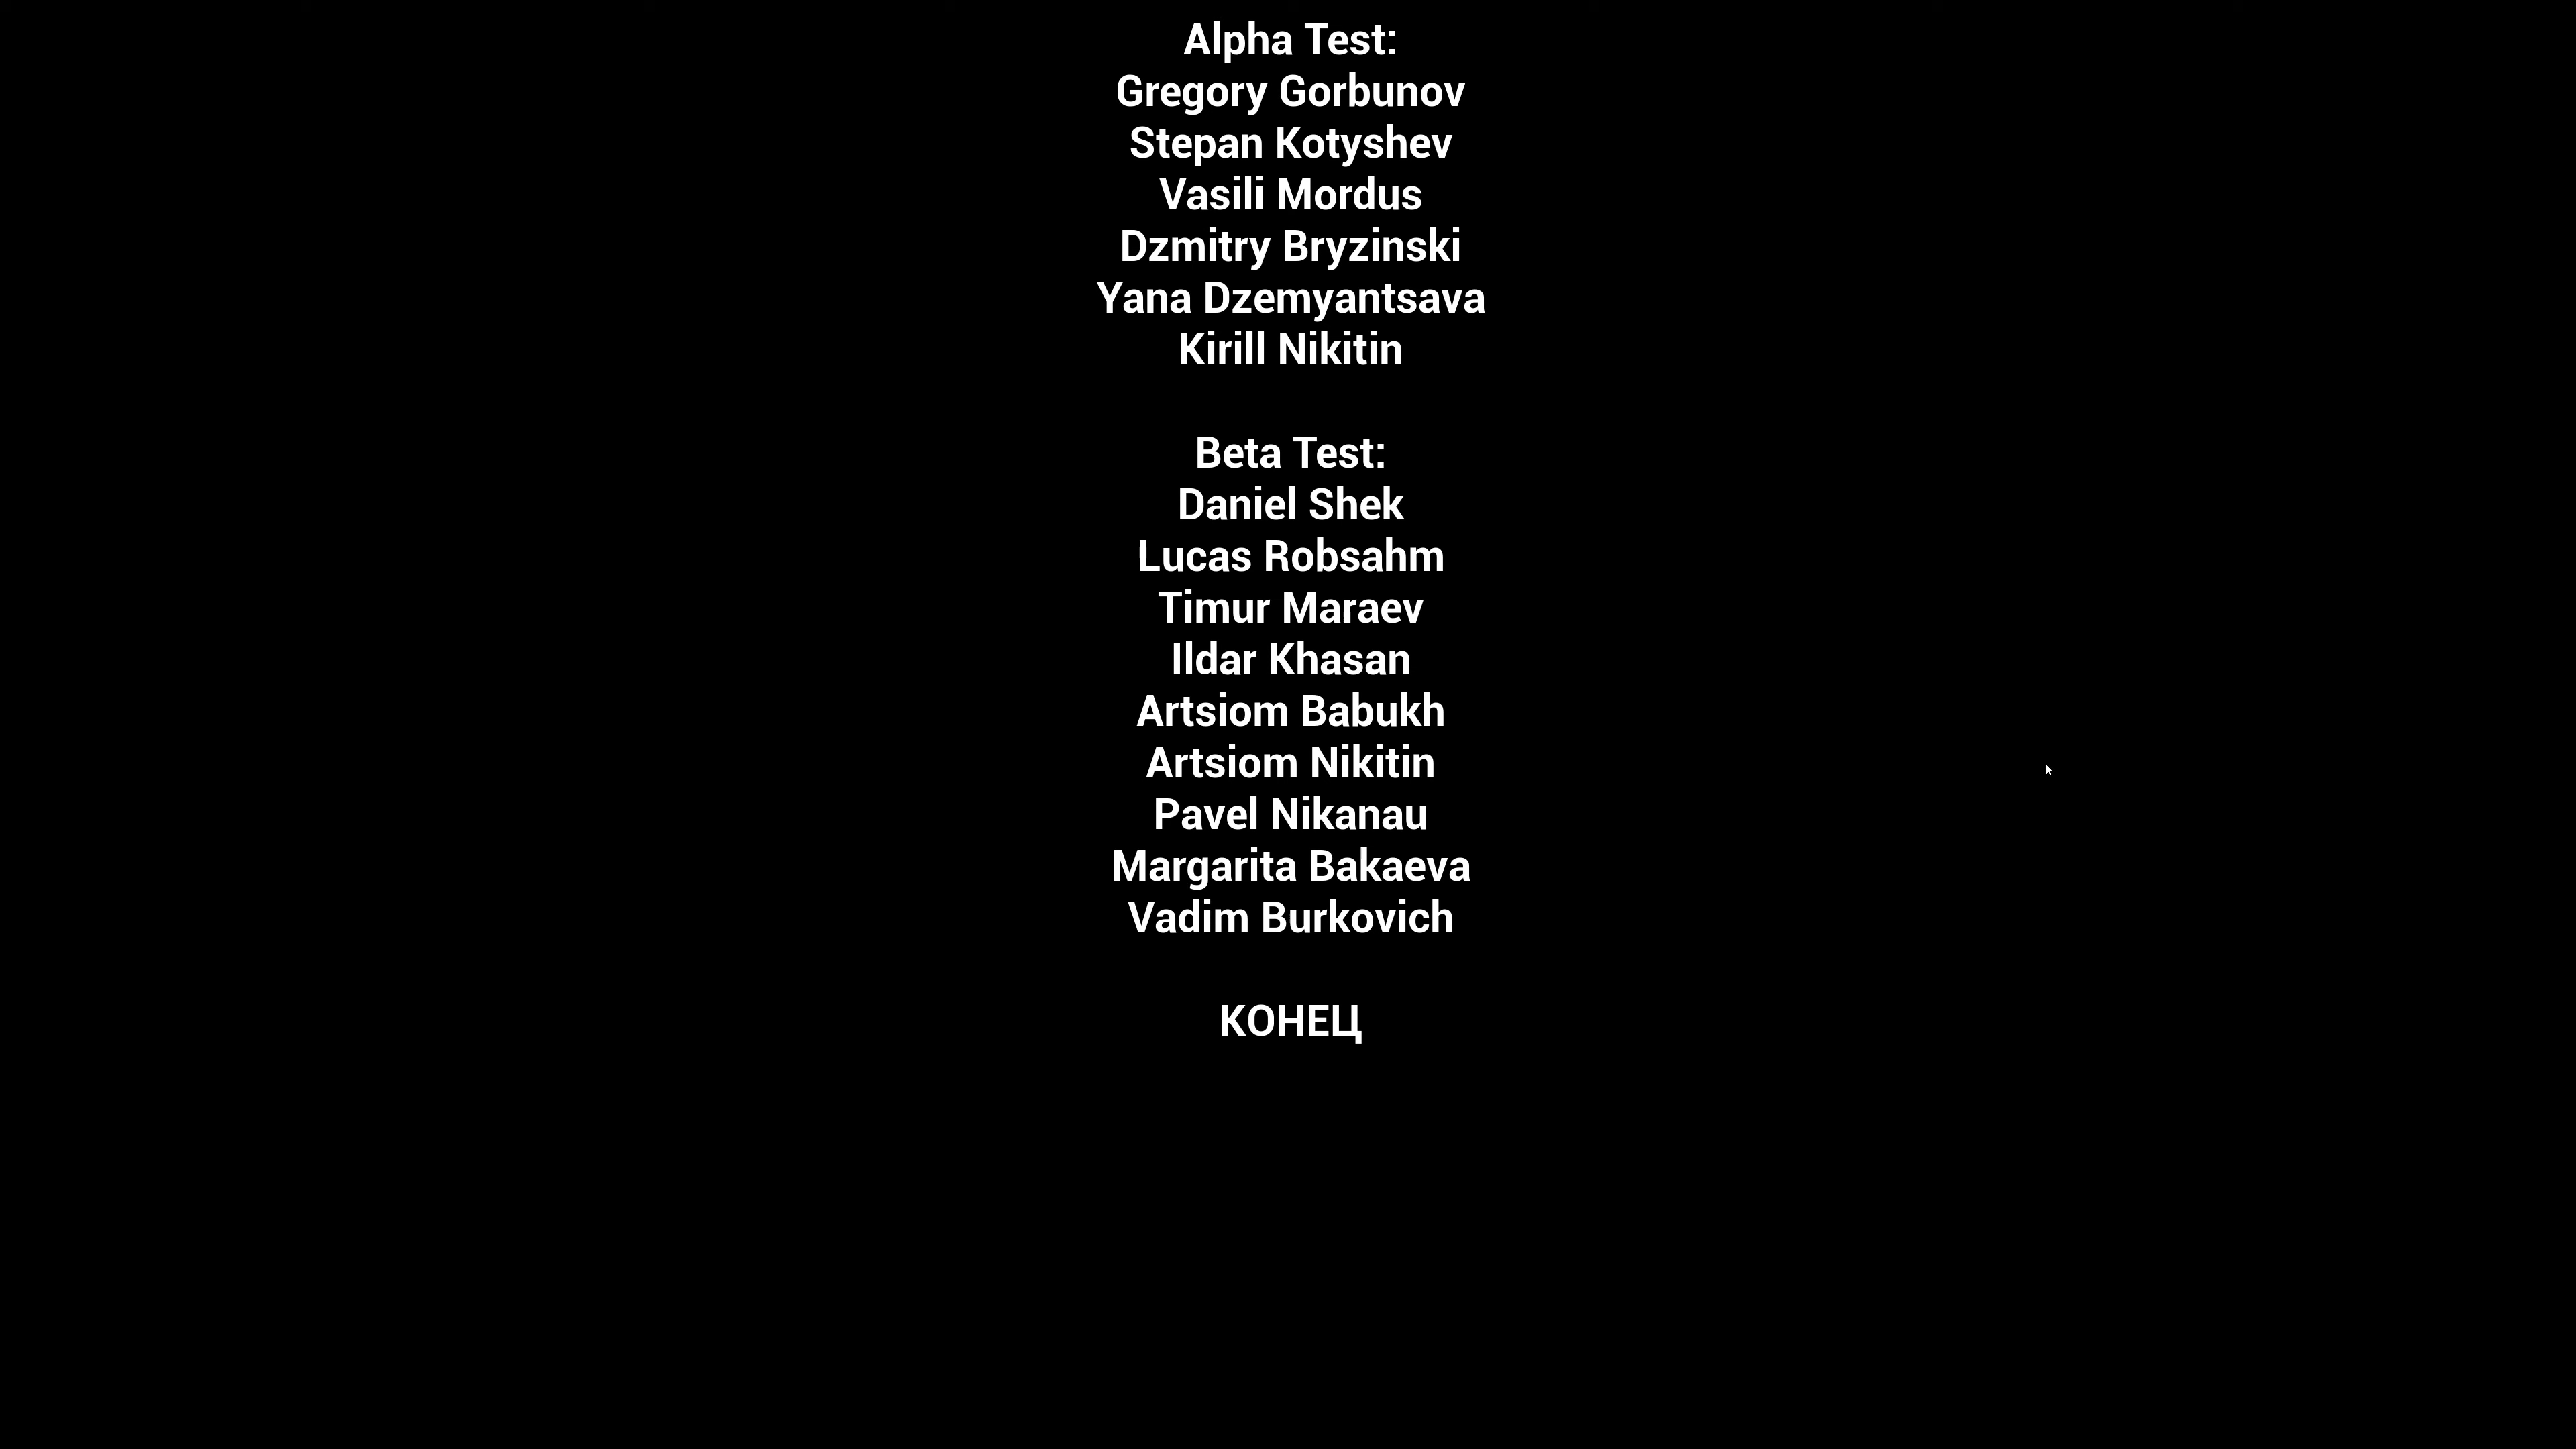 Alpha Test:
Gregory Gorbunov
Stepan Kotyshev
Vasili Mordus
Dzmitry Bryzinski
Yana Dzemyantsava
Kirill Nikitin
Beta Test:
Daniel Shek
Lucas Robsahm
Timur Maraev
Ildar Khasan
Artsiom Babukh
Artsiom Nikitin
Pavel Nikanau
Margarita Bakaeva
Vadim Burkovich
КОНЕЦ